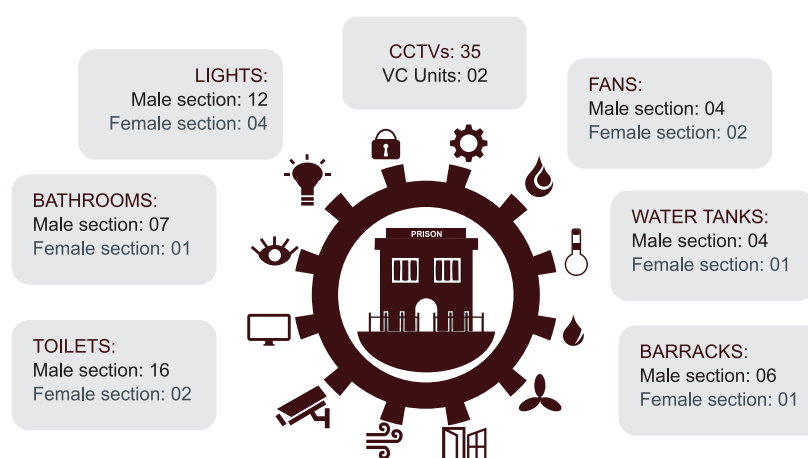 CCTVs: 35
VC Units: 02
LIGHTS:
Male section: 12
Female section: 04
FANS:
Male section: 04
Female section: 02
BATHROOMS:
Male section: 07
Female section: 01
WATER TANKS:
Male section: 04
Female section: 01
PRISON
TOILETS:
Male section: 16
Female section: 02
BARRACKS:
Male section: 06
Female section: 01